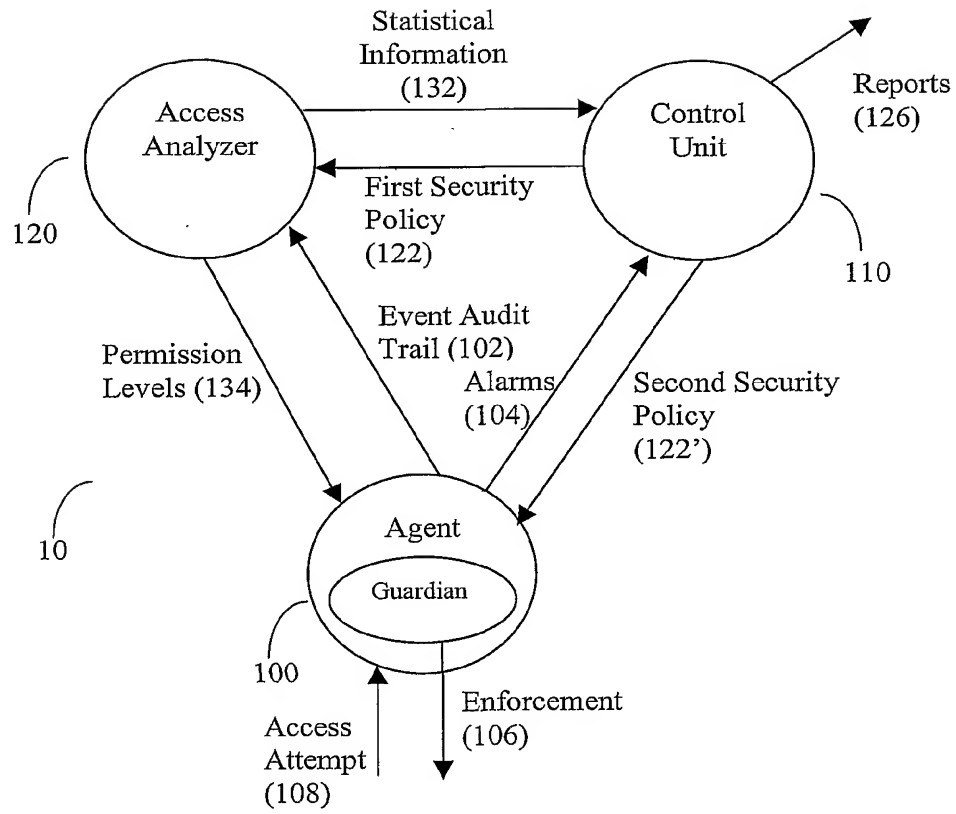 Statistical
Information
(132)
Reports
(126)
Access
Analyzer
Control
Unit
First Security
Policy
(122)
120
110
Event Audit
Trail (102)
Permission
Levels (134)
Alarms
(104)
Second Security
Policy
(122’)
10
Agent
Guardian
100
Enforcement
(106)
Access
Attempt
(108)